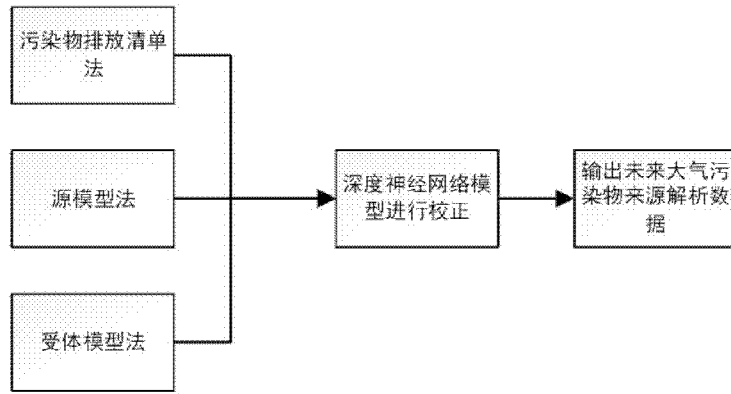 污染物排放清单
法
源模型法
受体模型法
深度神经网络模
型进行校正
输出未来大气污
染物来源解析数
据